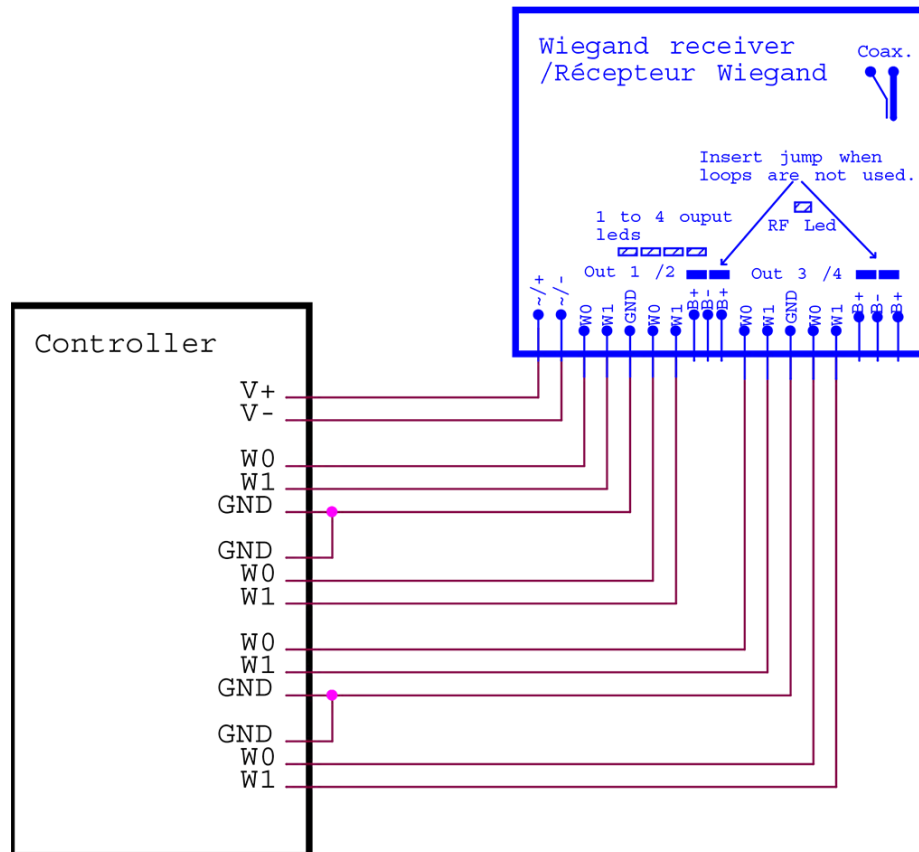 Wiegand receiver
/Récepteur Wiegand
Coax.
Insert jump when
loops are not used.
1 to 4 ouput
leds
RF Led
Out 1 /2
Out 3 /4
~/+
~/-
W0
W1
GND
W0
W1
B+
B-
B+
W0
W1
GND
W0
W1
B+
B-
B+
Controller
V+
V-
W0
W1
GND
GND
W0
W1
W0
W1
GND
GND
W0
W1